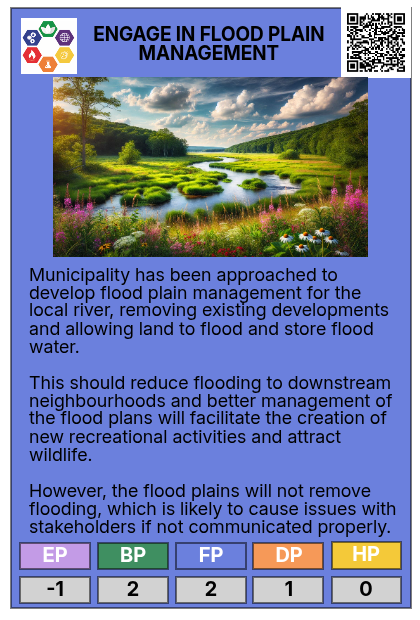 ENGAGE IN FLOOD PLAIN
MANAGEMENT
Municipality has been approached to
develop flood plain management for the
local river, removing existing developments
and allowing land to flood and store flood
water.
This should reduce flooding to downstream
neighbourhoods and better management of
the flood plans will facilitate the creation of
new recreational activities and attract
wildlife.
However, the flood plains will not remove
flooding, which is likely to cause issues with
stakeholders if not communicated properly.
EP BP FP DP HP
-1 2 2 1 0